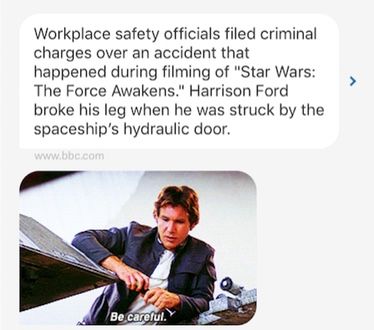 Workplace safety officials filed criminal
charges over an accident that
happened during filming of "Star Wars:
The Force Awakens." Harrison Ford
broke his leg when he was struck by the
spaceship's hydraulic door.
www.bbc.com
Be careful.